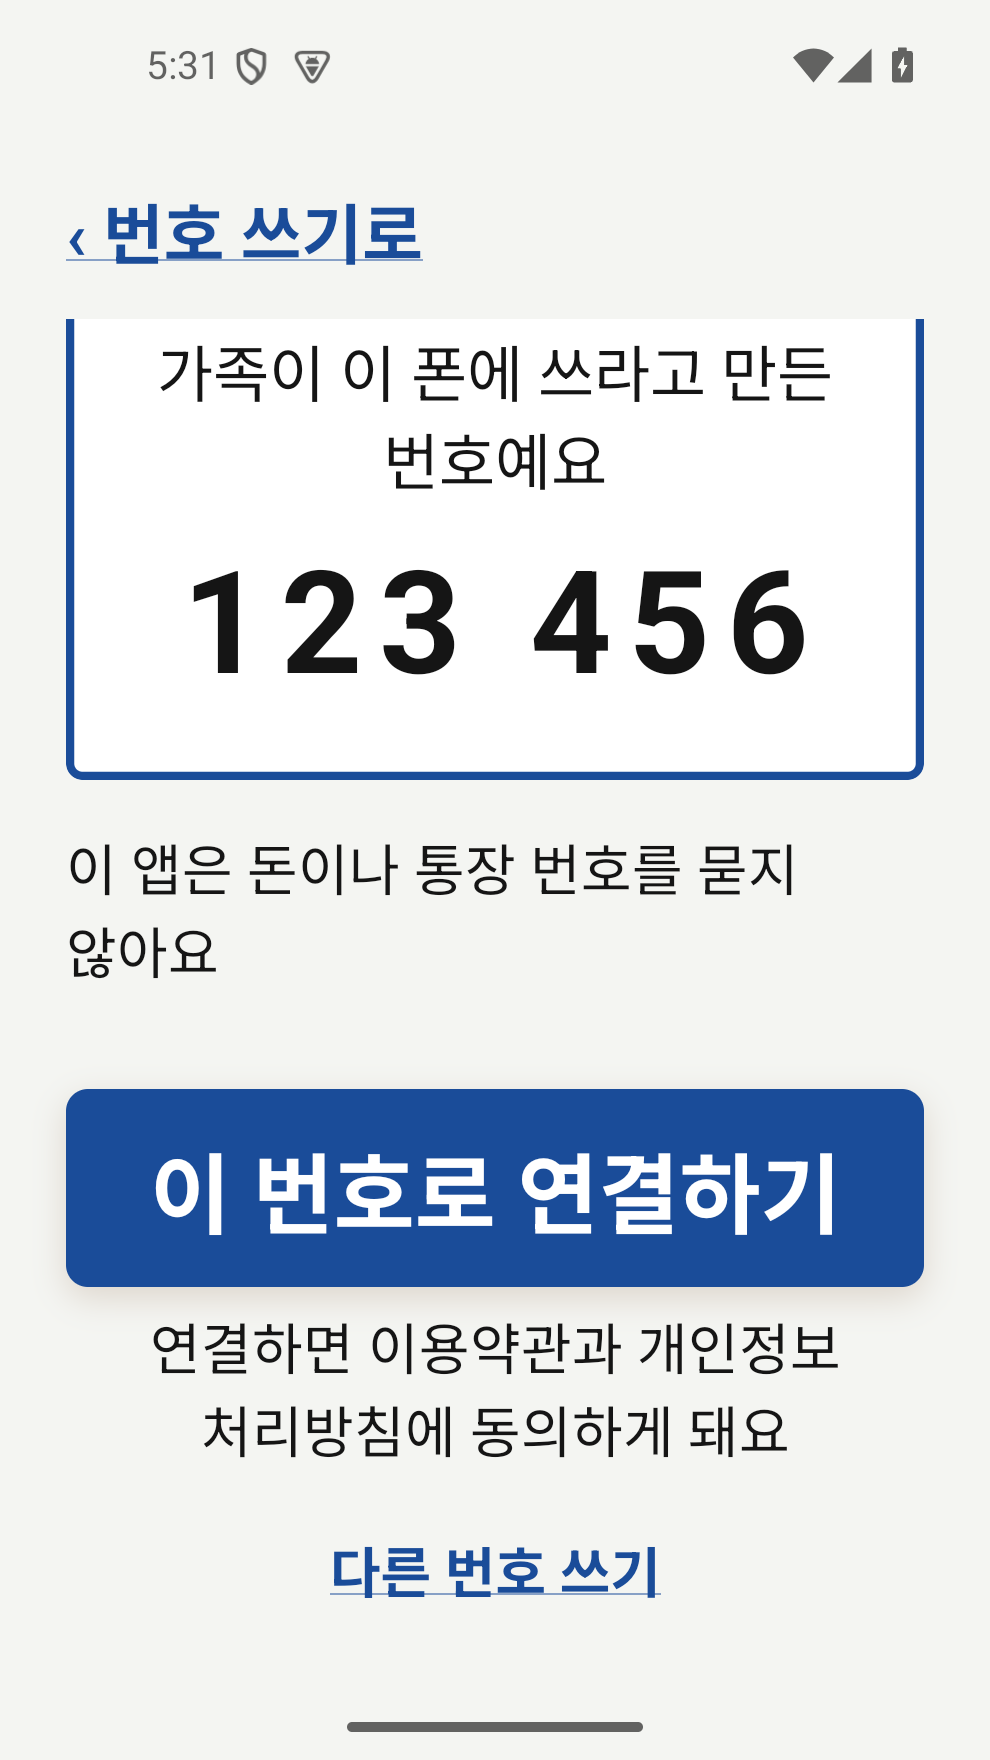 5:31
‹ 번호 쓰기로
가족이 이 폰에 쓰라고 만든
번호예요
123 456
이 앱은 돈이나 통장 번호를 묻지
않아요
이 번호로 연결하기
연결하면 이용약관과 개인정보
처리방침에 동의하게 돼요
다른 번호 쓰기